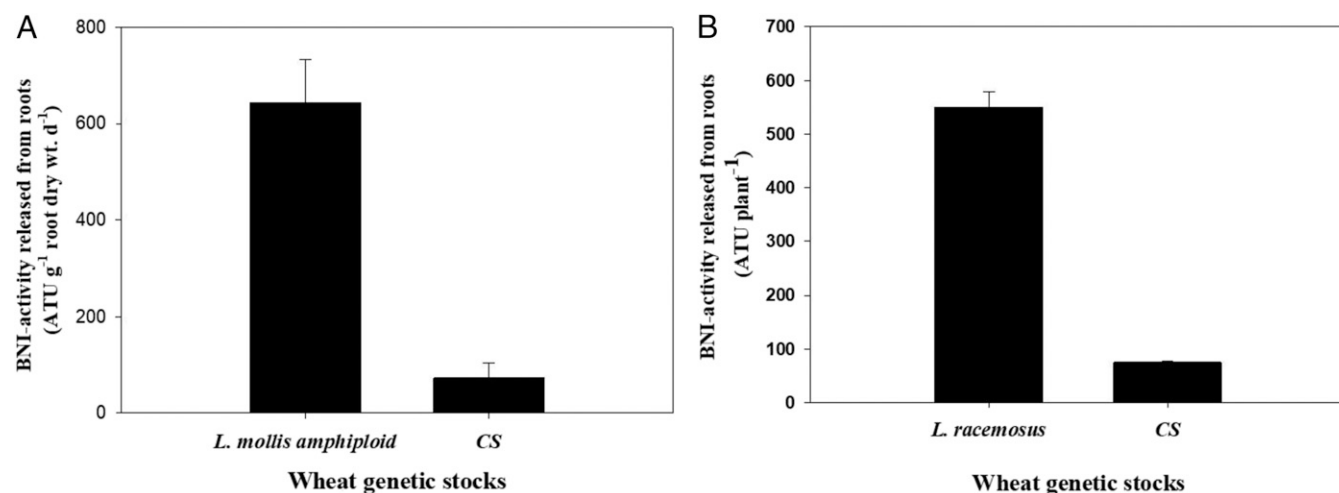 A
BNI-activity released from roots
(ATU g⁻¹ root dry wt. d⁻¹)
800
600
400
200
0
L. mollis amphiploid CS
Wheat genetic stocks
B
BNI-activity released from roots
(ATU plant⁻¹)
700
600
500
400
300
200
100
0
L. racemosus CS
Wheat genetic stocks